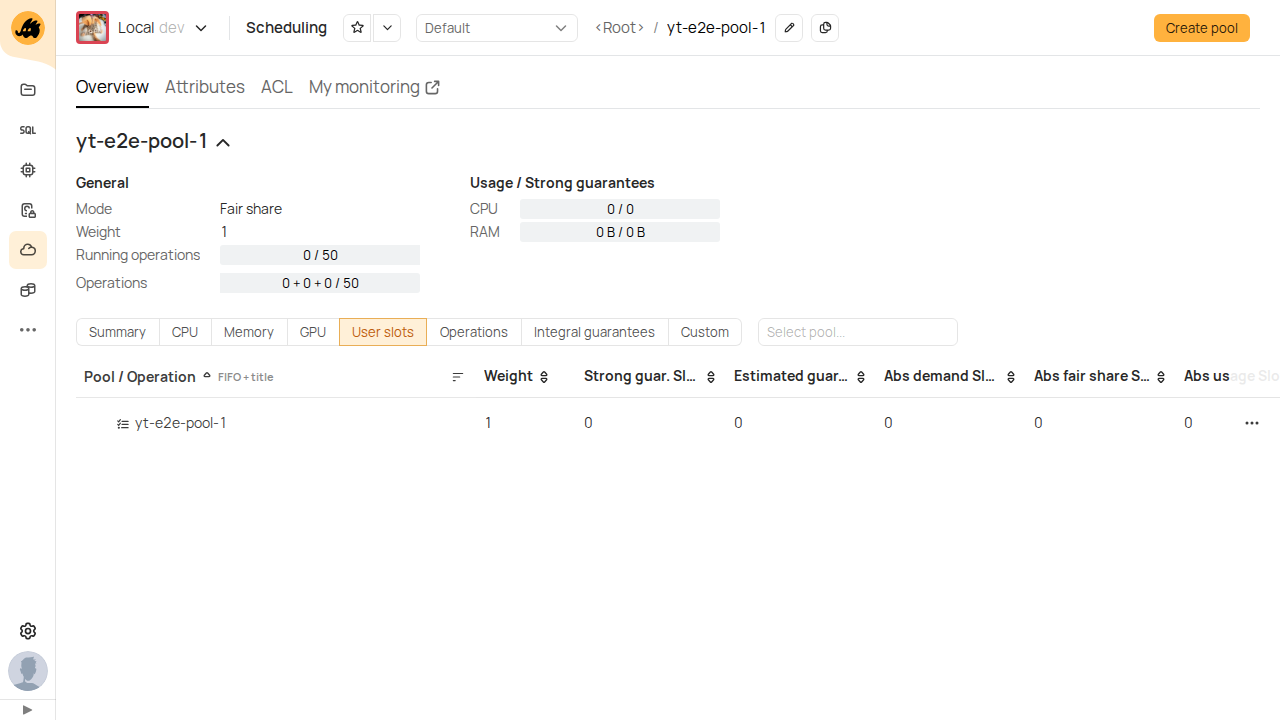 Local dev
Scheduling
Default
<Root> / yt-e2e-pool-1
Create pool
SQL
Overview Attributes ACL My monitoring
yt-e2e-pool-1
General
Mode Fair share
Weight 1
Running operations 0 / 50
Operations 0 + 0 + 0 / 50
Usage / Strong guarantees
CPU 0 / 0
RAM 0 B / 0 B
Summary CPU Memory GPU User slots Operations Integral guarantees Custom Select pool...
Pool / Operation FIFO + title Weight Strong guar. Sl... Estimated guar... Abs demand Sl... Abs fair share S... Abs usage Slo
yt-e2e-pool-1 1 0 0 0 0 0